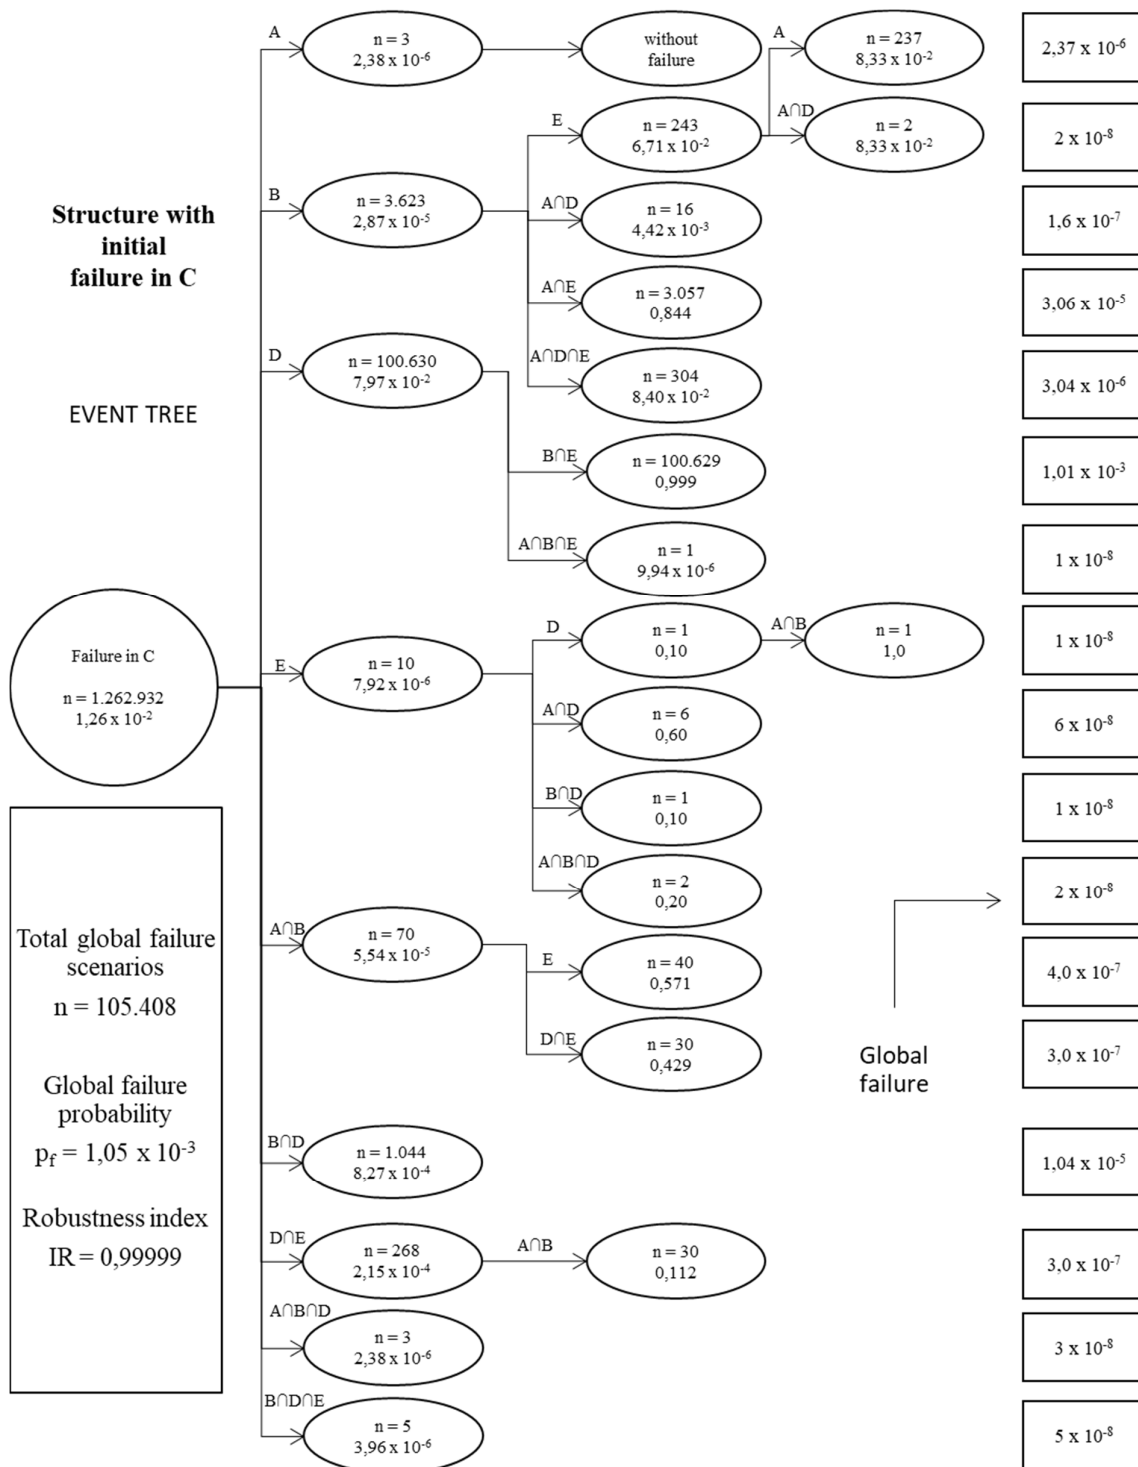 A
n = 3
2,38 x 10-6
without
failure
A
n = 237
8,33 x 10-2
2,37 x 10-6
E
n = 243
6,71 x 10-2
A∩D
n = 2
8,33 x 10-2
2 x 10-8
Structure with
initial
failure in C
B
n = 3.623
2,87 x 10-5
A∩D
n = 16
4,42 x 10-3
1,6 x 10-7
A∩E
n = 3.057
0,844
3,06 x 10-5
EVENT TREE
D
n = 100.630
7,97 x 10-2
A∩D∩E
n = 304
8,40 x 10-2
3,04 x 10-6
B∩E
n = 100.629
0,999
1,01 x 10-3
A∩B∩E
n = 1
9,94 x 10-6
1 x 10-8
Failure in C
n = 1.262.932
1,26 x 10-2
E
n = 10
7,92 x 10-6
D
n = 1
0,10
A∩B
n = 1
1,0
1 x 10-8
A∩D
n = 6
0,60
6 x 10-8
B∩D
n = 1
0,10
1 x 10-8
A∩B∩D
n = 2
0,20
2 x 10-8
A∩B
n = 70
5,54 x 10-5
E
n = 40
0,571
4,0 x 10-7
D∩E
n = 30
0,429
3,0 x 10-7
Global
failure
Total global failure
scenarios
n = 105.408
Global failure
probability
pf = 1,05 x 10-3
Robustness index
IR = 0,99999
B∩D
n = 1.044
8,27 x 10-4
1,04 x 10-5
D∩E
n = 268
2,15 x 10-4
A∩B
n = 30
0,112
3,0 x 10-7
A∩B∩D
n = 3
2,38 x 10-6
3 x 10-8
B∩D∩E
n = 5
3,96 x 10-6
5 x 10-8